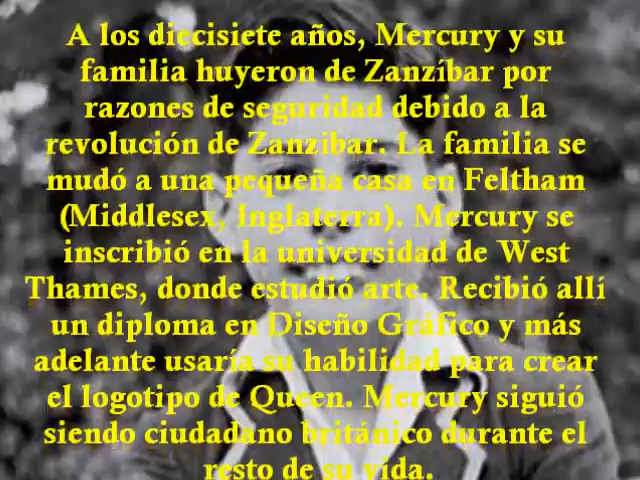 A los diecisiete años, Mercury y su
familia huyeron de Zanzíbar por
razones de seguridad debido a la
revolución de Zanzíbar. La familia se
mudó a una pequeña casa en Feltham
(Middlesex, Inglaterra). Mercury se
inscribió en la universidad de West
Thames, donde estudió arte. Recibió allí
un diploma en Diseño Gráfico y más
adelante usaría su habilidad para crear
el logotipo de Queen. Mercury siguió
siendo ciudadano británico durante el
resto de su vida.